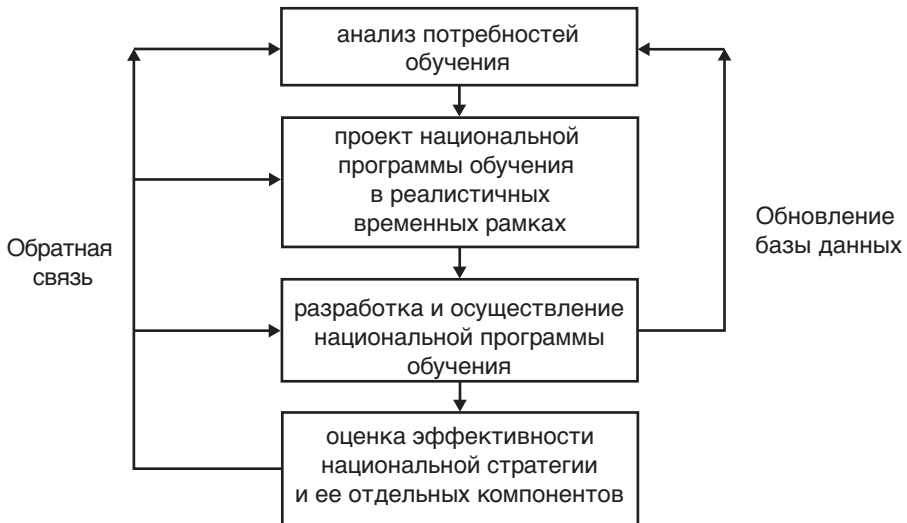 анализ потребностей
обучения
проект национальной
программы обучения
в реалистичных
временных рамках
Обратная
связь
Обновление
базы данных
разработка и осуществление
национальной программы
обучения
оценка эффективности
национальной стратегии
и ее отдельных компонентов